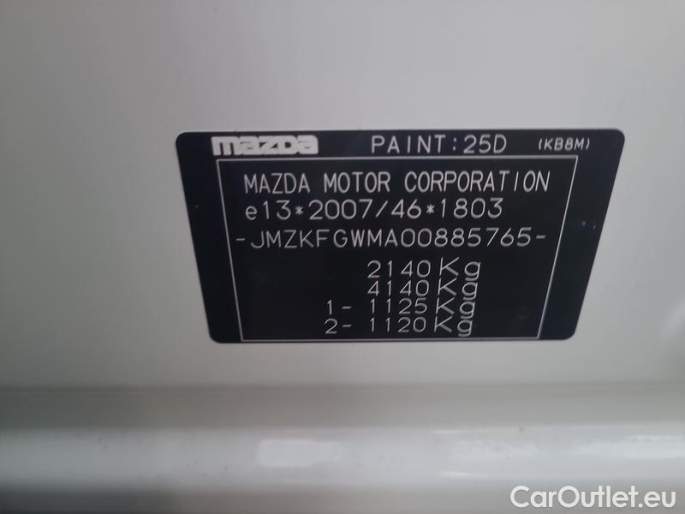 mazda PAINT:25D (KB8M)
MAZDA MOTOR CORPORATION
e13*2007/46*1803
-JMZKFGWMA00885765-
2140Kg
4140Kg
1- 1125Kg
2- 1120Kg
CarOutlet.eu